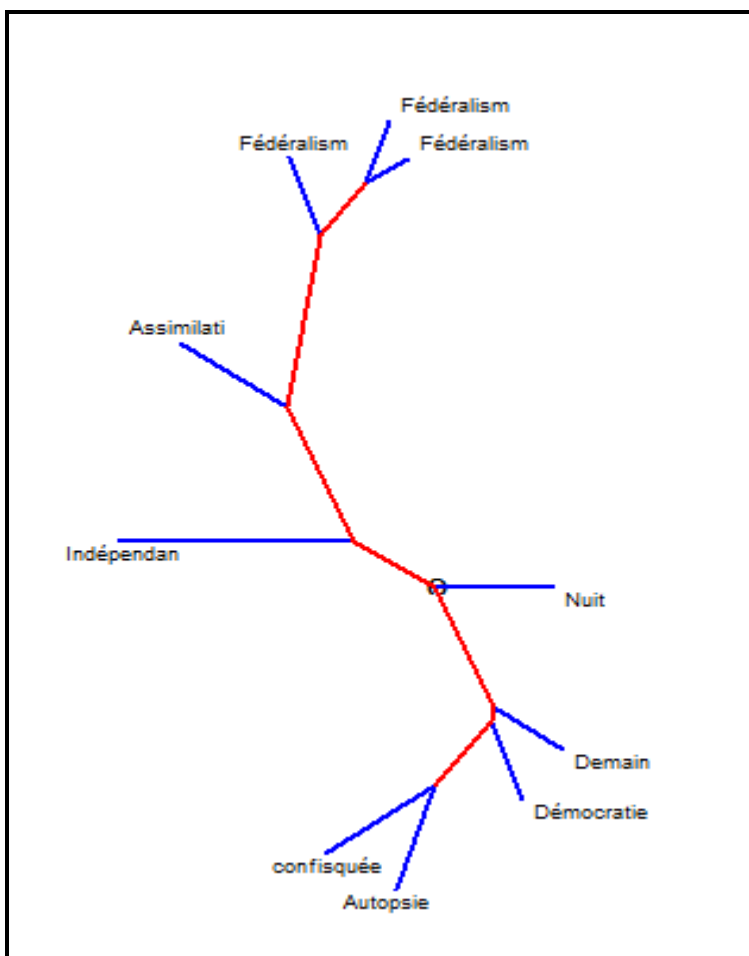 Fédéralism
Fédéralism
Fédéralism
Assimilati
Indépendan
Nuit
Demain
Démocratie
confisquée
Autopsie